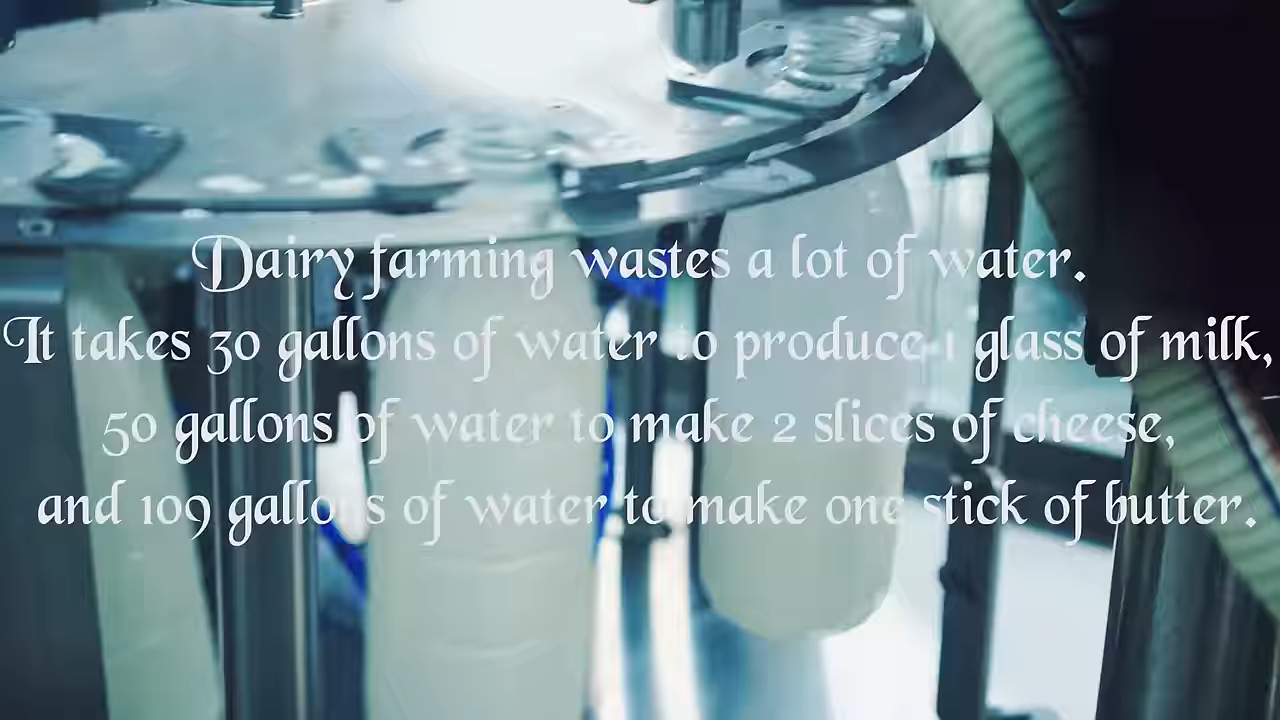 Dairy farming wastes a lot of water.
It takes 30 gallons of water to produce 1 glass of milk,
50 gallons of water to make 2 slices of cheese,
and 109 gallons of water to make one stick of butter.